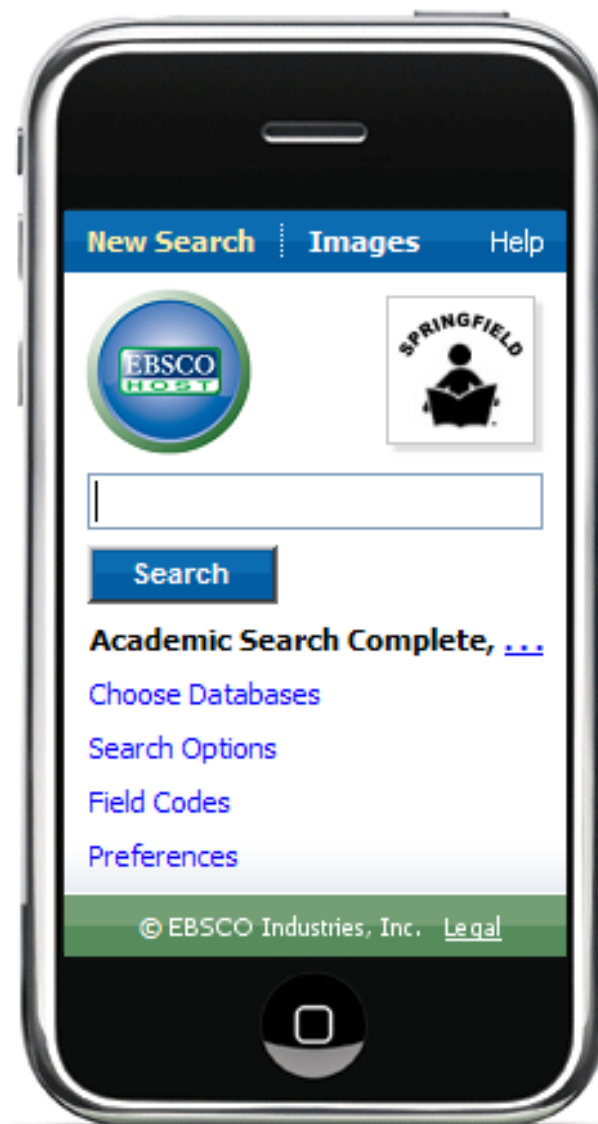 New Search Images Help
EBSCO
HOST
SPRINGFIELD
Search
Academic Search Complete, ...
Choose Databases
Search Options
Field Codes
Preferences
© EBSCO Industries, Inc. Legal